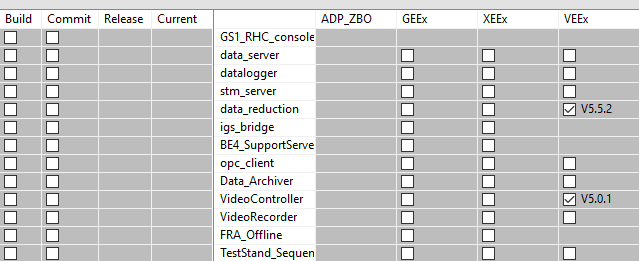 Build Commit Release Current ADP_ZBO GEEx XEEx VEEx
GS1_RHC_console
data_server
datalogger
stm_server
data_reduction V5.5.2
igs_bridge
BE4_SupportServe
opc_client
Data_Archiver
VideoController V5.0.1
VideoRecorder
FRA_Offline
TestStand_Sequen